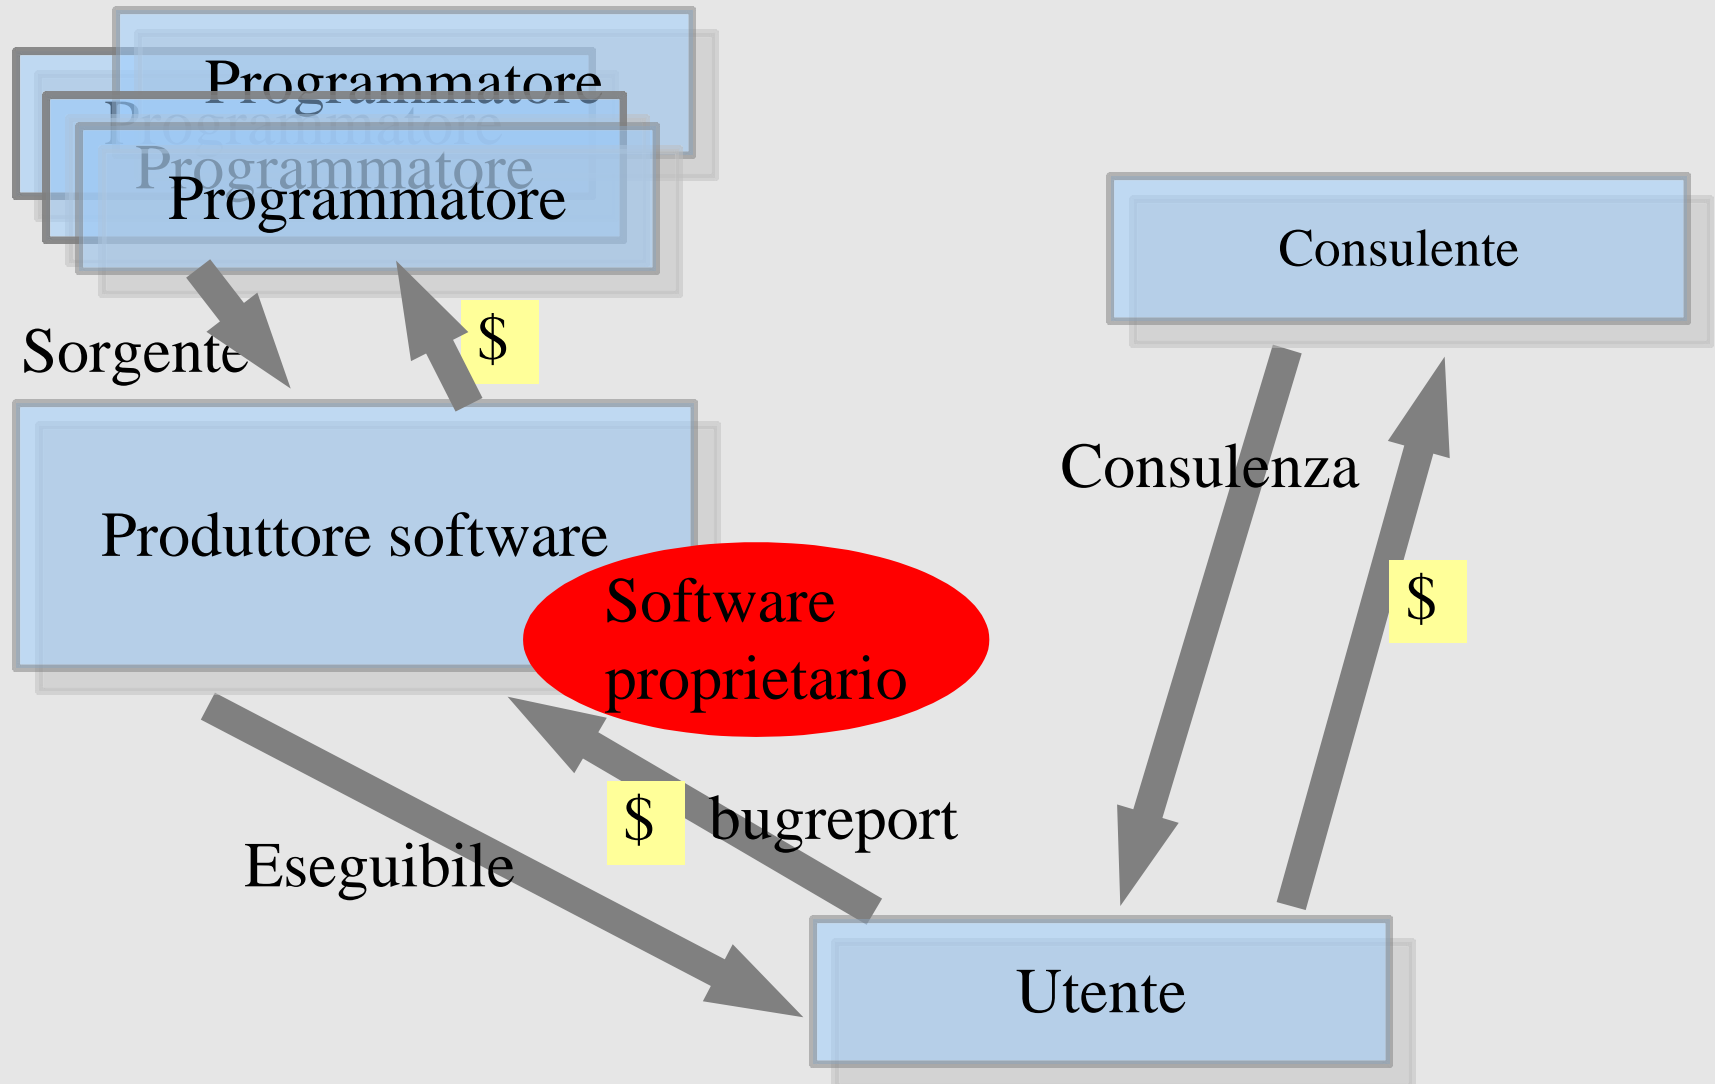 Programmatore
Programmatore
Programmatore
Programmatore
Consulente
Sorgente
$
Consulenza
Produttore software
Software
proprietario
$
$
bugreport
Eseguibile
Utente